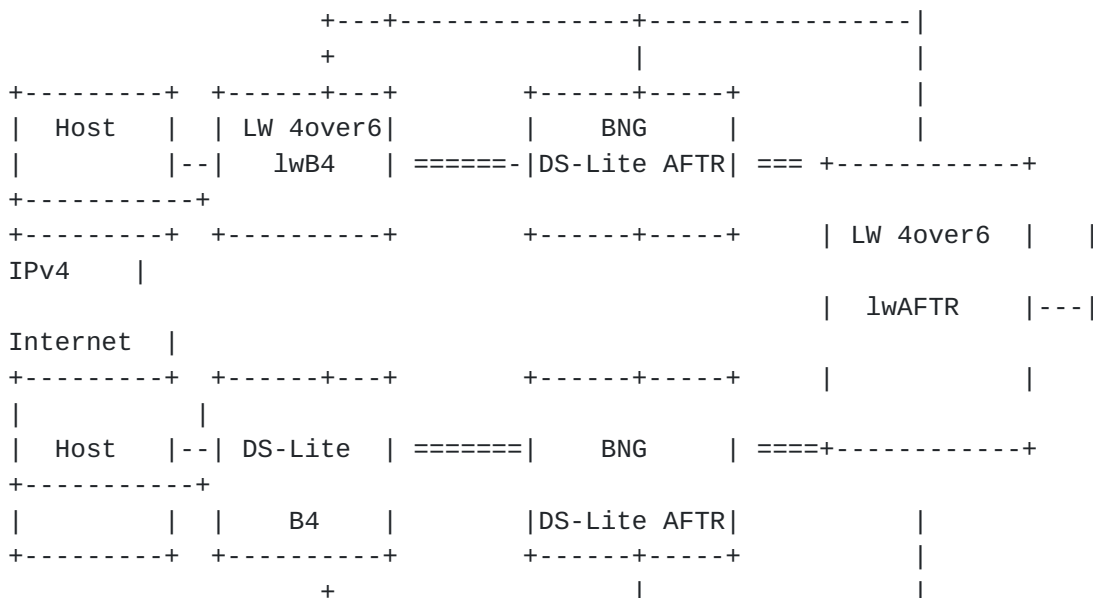 +---+---------------+-----------------|
                 +                   |                 |
+---------+  +------+---+        +------+-----+          |
|  Host   |  | LW 4over6|        |    BNG     |          |
|         |--|   lwB4   | ======-|DS-Lite AFTR| === +------------+
+-----------+
+---------+  +----------+        +------+-----+     | LW 4over6  |   |
IPv4    |
                                                    |  lwAFTR    |---|
Internet  |
+---------+  +------+---+        +------+-----+     |            |
|          |
|  Host   |--| DS-Lite  | =======|    BNG     | ====+------------+
+-----------+
|         |  |    B4    |        |DS-Lite AFTR|          |
+---------+  +----------+        +------+-----+          |
                 +                   |                 |